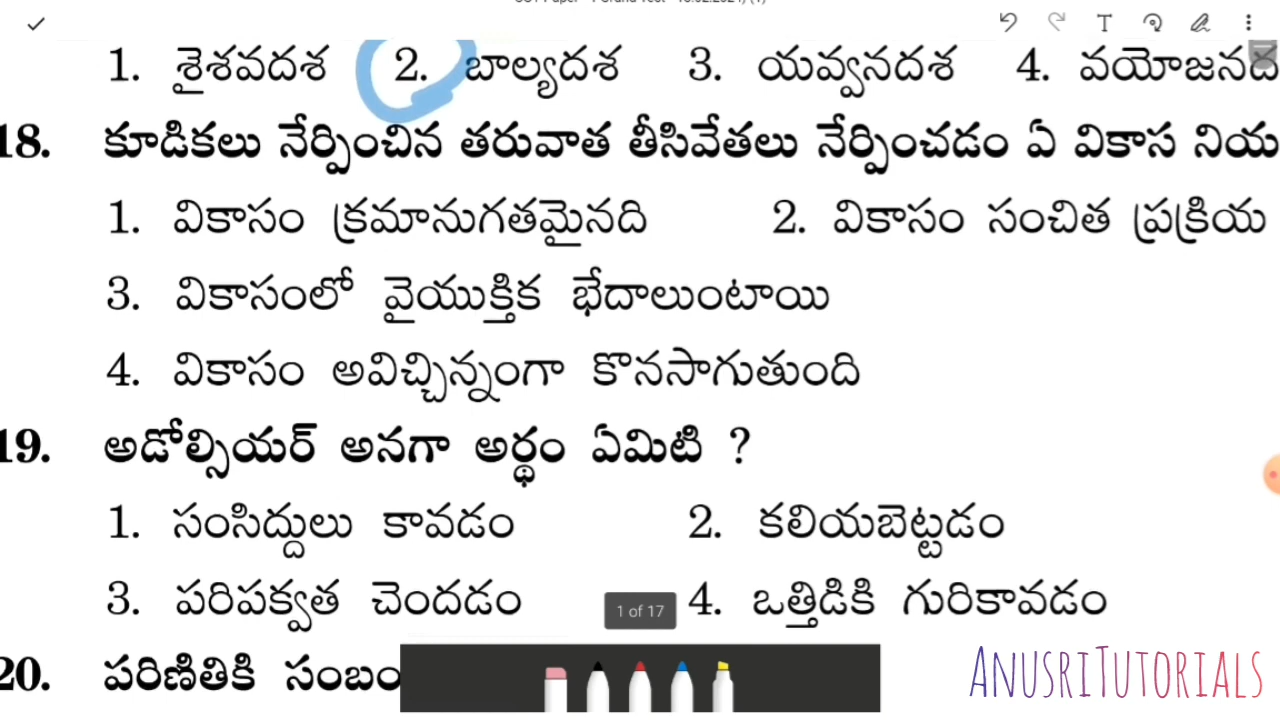 1. శైశవదశ 2. బాల్యదశ 3. యవ్వనదశ 4. వయోజనద
18. కూడికలు నేర్పించిన తరువాత తీసివేతలు నేర్పించడం ఏ వికాస నియ
1. వికాసం క్రమానుగతమైనది 2. వికాసం సంచిత ప్రక్రియ
3. వికాసంలో వైయుక్తిక భేదాలుంటాయి
4. వికాసం అవిచ్ఛిన్నంగా కొనసాగుతుంది
19. అడోల్సియర్ అనగా అర్థం ఏమిటి ?
1. సంసిద్దులు కావడం 2. కలియబెట్టడం
3. పరిపక్వత చెందడం 4. ఒత్తిడికి గురికావడం
1 of 17
20. పరిణితికి సంబం
ANUSRITUTORIALS